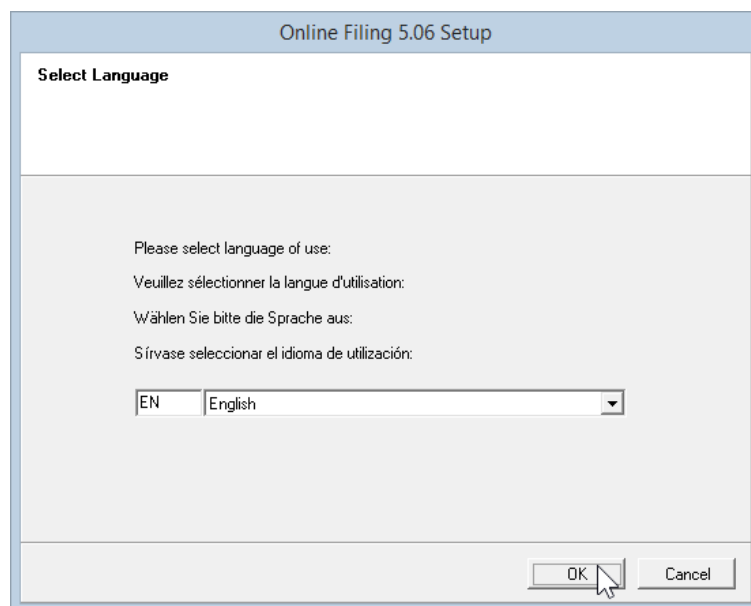 Online Filing 5.06 Setup
Select Language
Please select language of use:
Veuillez sélectionner la langue d'utilisation:
Wählen Sie bitte die Sprache aus:
Sírvase seleccionar el idioma de utilización:
EN English
OK Cancel